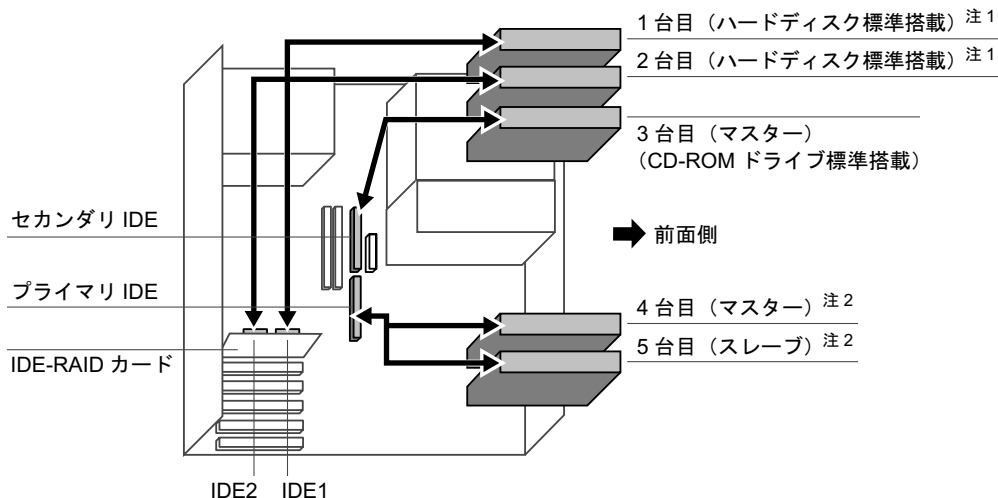 1 台目（ハードディスク標準搭載）注 1
2 台目（ハードディスク標準搭載）注 1
3 台目（マスター）
（CD-ROM ドライブ標準搭載）
セカンダリ IDE
前面側
プライマリ IDE
4 台目（マスター）注 2
5 台目（スレーブ）注 2
IDE-RAID カード
IDE2 IDE1